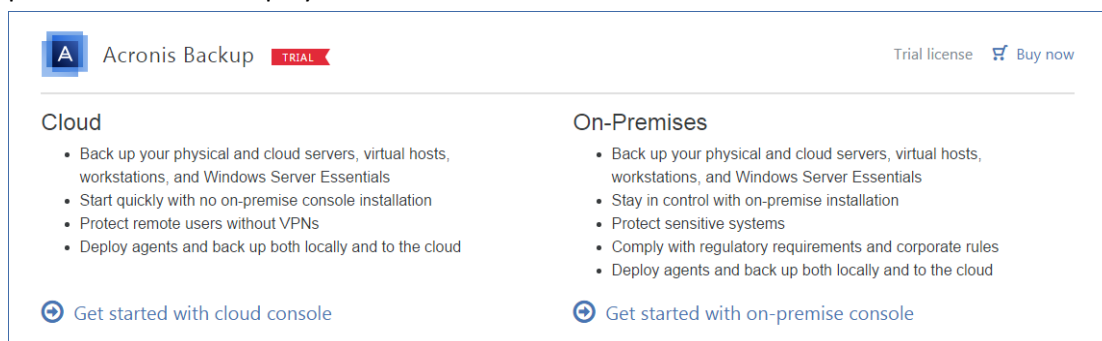 Acronis Backup TRIAL
Trial license Buy now
Cloud
• Back up your physical and cloud servers, virtual hosts,
workstations, and Windows Server Essentials
• Start quickly with no on-premise console installation
• Protect remote users without VPNs
• Deploy agents and back up both locally and to the cloud
Get started with cloud console
On-Premises
• Back up your physical and cloud servers, virtual hosts,
workstations, and Windows Server Essentials
• Stay in control with on-premise installation
• Protect sensitive systems
• Comply with regulatory requirements and corporate rules
• Deploy agents and back up both locally and to the cloud
Get started with on-premise console